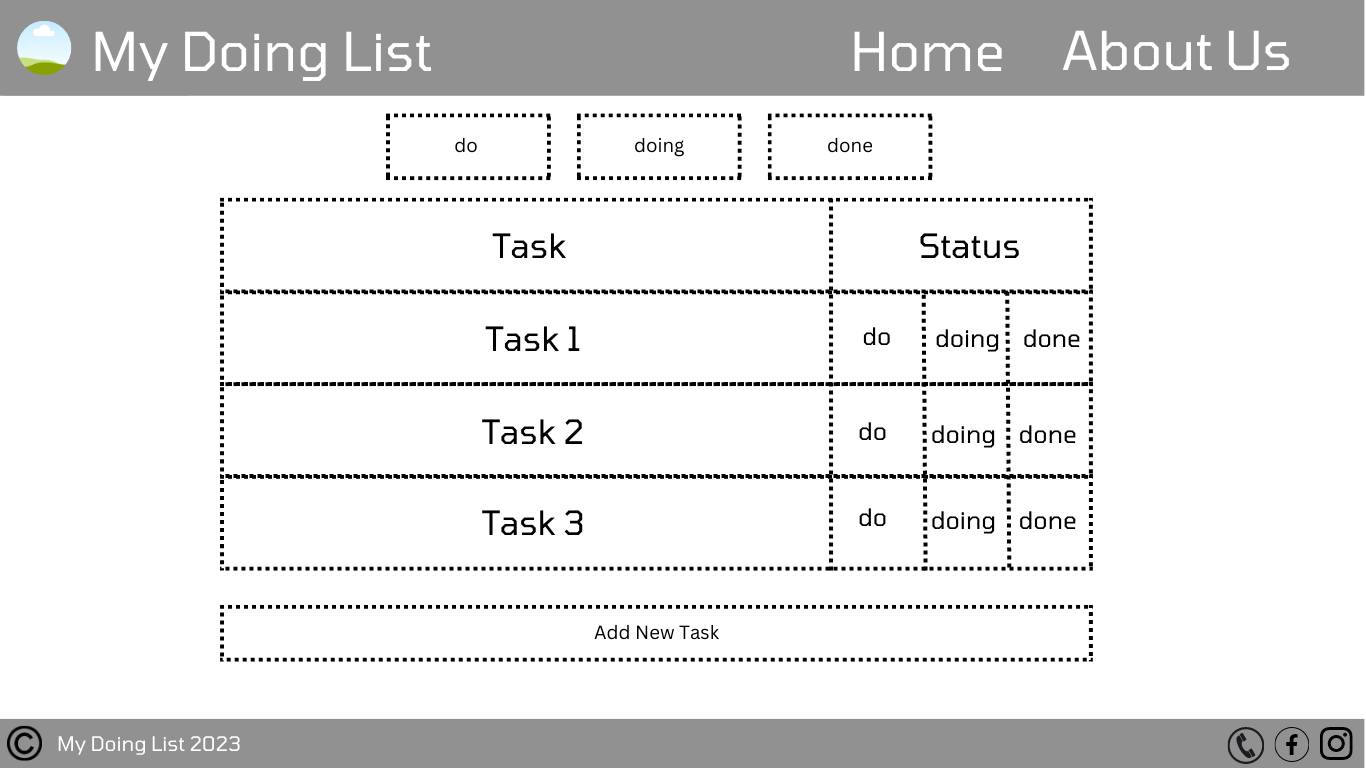 My Doing List
Home
About Us
do
doing
done
Task
Status
Task 1
do
doing
done
Task 2
do
doing
done
Task 3
do
doing
done
Add New Task
© My Doing List 2023